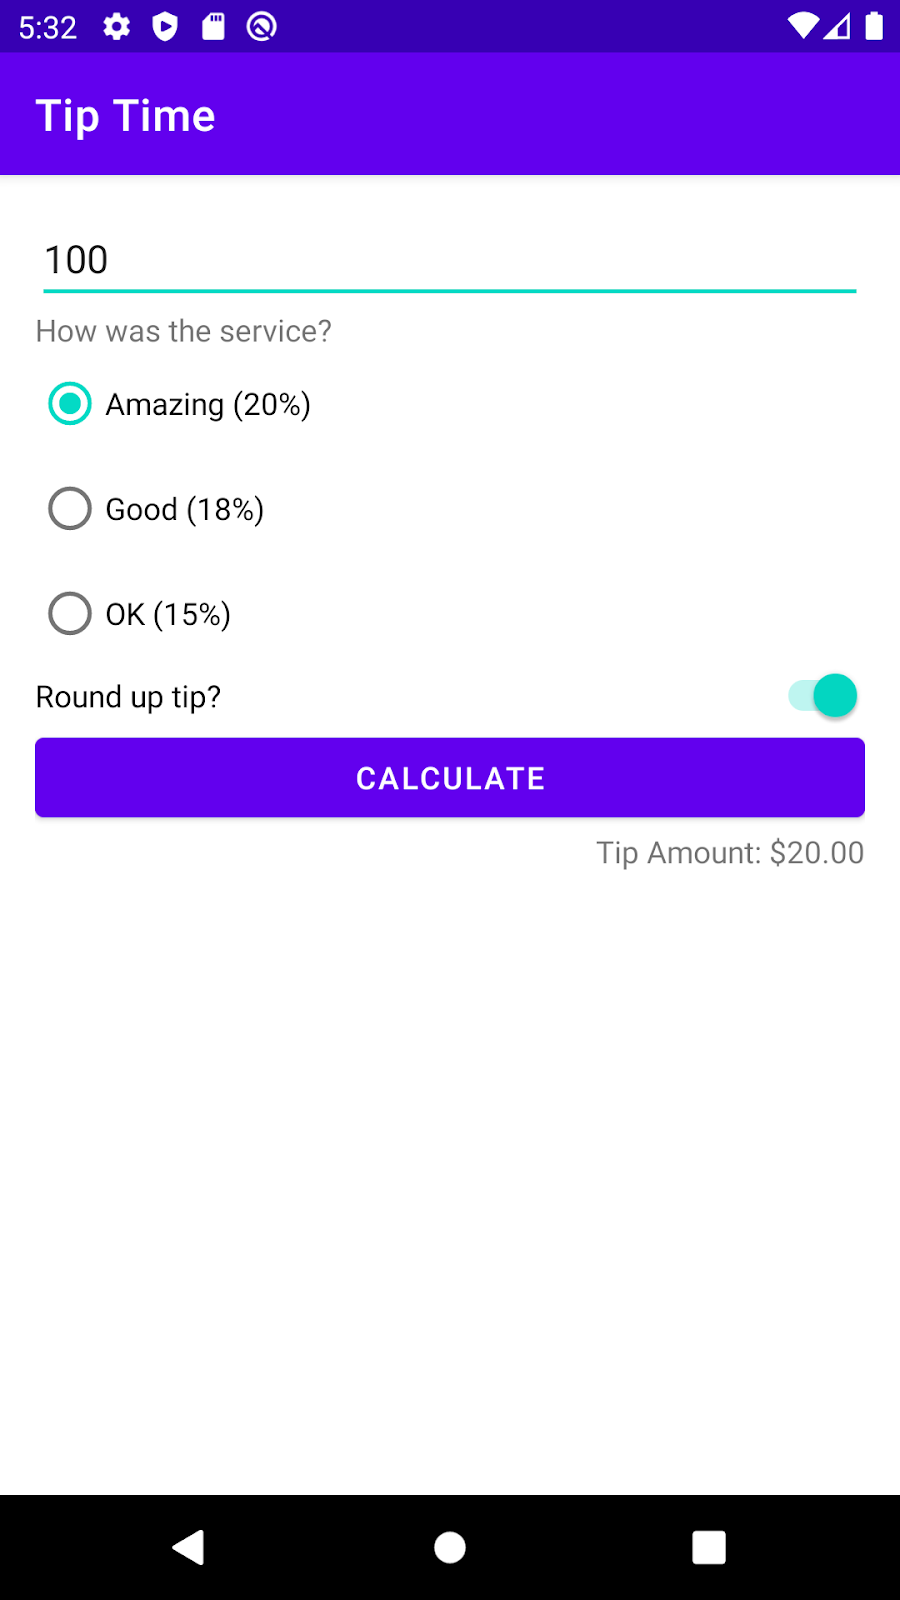 5:32
Tip Time
100
How was the service?
Amazing (20%)
Good (18%)
OK (15%)
Round up tip?
CALCULATE
Tip Amount: $20.00